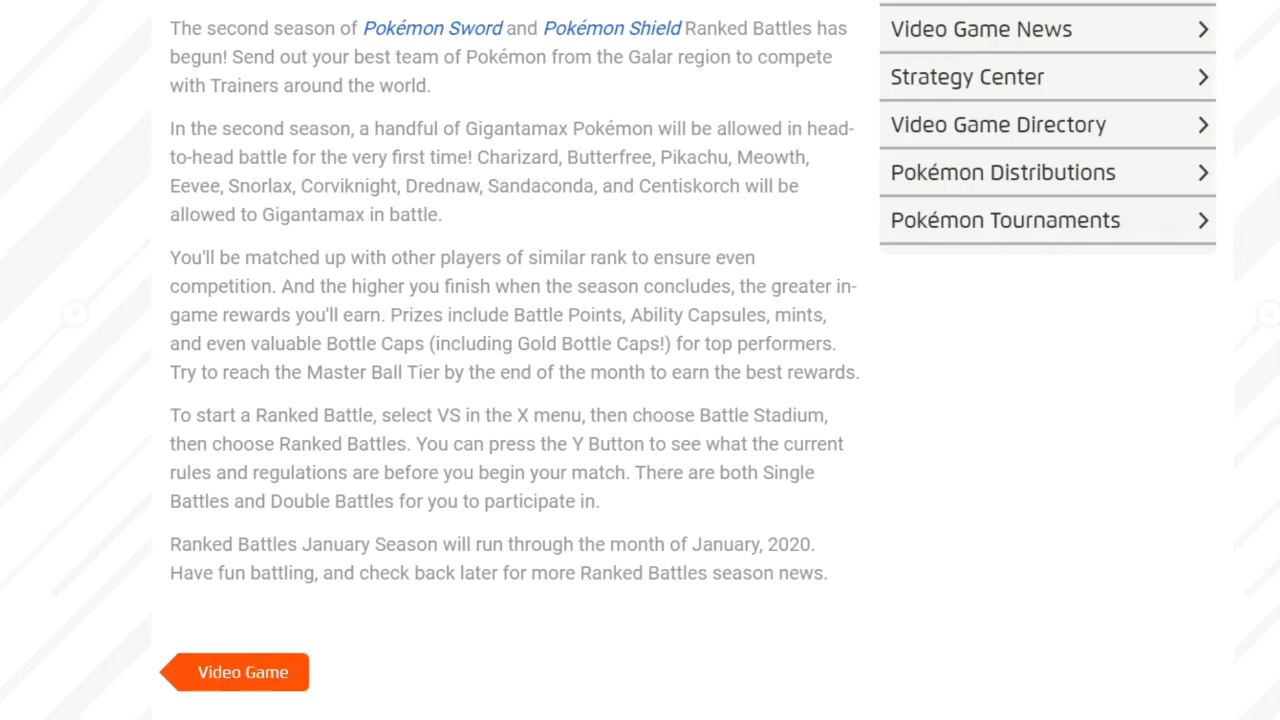 The second season of Pokémon Sword and Pokémon Shield Ranked Battles has
begun! Send out your best team of Pokémon from the Galar region to compete
with Trainers around the world.
In the second season, a handful of Gigantamax Pokémon will be allowed in head-
to-head battle for the very first time! Charizard, Butterfree, Pikachu, Meowth,
Eevee, Snorlax, Corviknight, Drednaw, Sandaconda, and Centiskorch will be
allowed to Gigantamax in battle.
You'll be matched up with other players of similar rank to ensure even
competition. And the higher you finish when the season concludes, the greater in-
game rewards you'll earn. Prizes include Battle Points, Ability Capsules, mints,
and even valuable Bottle Caps (including Gold Bottle Caps!) for top performers.
Try to reach the Master Ball Tier by the end of the month to earn the best rewards.
To start a Ranked Battle, select VS in the X menu, then choose Battle Stadium,
then choose Ranked Battles. You can press the Y Button to see what the current
rules and regulations are before you begin your match. There are both Single
Battles and Double Battles for you to participate in.
Ranked Battles January Season will run through the month of January, 2020.
Have fun battling, and check back later for more Ranked Battles season news.
Video Game
Video Game News
Strategy Center
Video Game Directory
Pokémon Distributions
Pokémon Tournaments